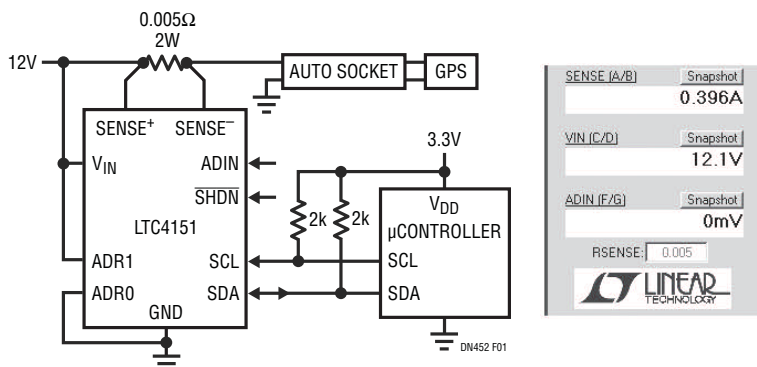 0.005Ω
2W
12V
AUTO SOCKET
GPS
SENSE+ SENSE–
VIN
ADIN
SHDN
LTC4151
ADR1
SCL
ADR0
SDA
GND
3.3V
2k
2k
VDD
µCONTROLLER
SCL
SDA
DN452 F01
SENSE (A/B) Snapshot
0.396A
VIN (C/D) Snapshot
12.1V
ADIN (F/G) Snapshot
0mV
RSENSE: 0.005
LINEAR
TECHNOLOGY